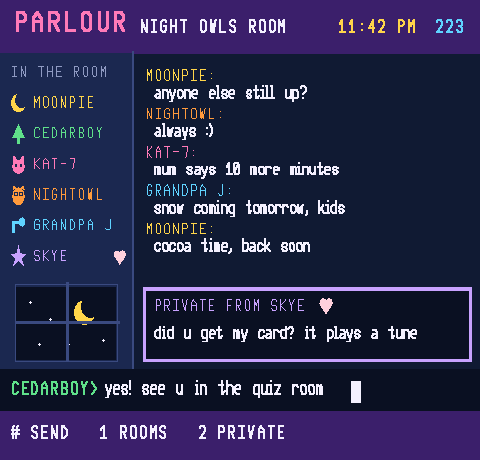 PARLOUR NIGHT OWLS ROOM 11:42 PM 223
IN THE ROOM
MOONPIE
CEDARBOY
KAT-7
NIGHTOWL
GRANDPA J
SKYE
MOONPIE:
anyone else still up?
NIGHTOWL:
always :)
KAT-7:
mum says 10 more minutes
GRANDPA J:
snow coming tomorrow, kids
MOONPIE:
cocoa time, back soon
PRIVATE FROM SKYE
did u get my card? it plays a tune
CEDARBOY> yes! see u in the quiz room
# SEND 1 ROOMS 2 PRIVATE